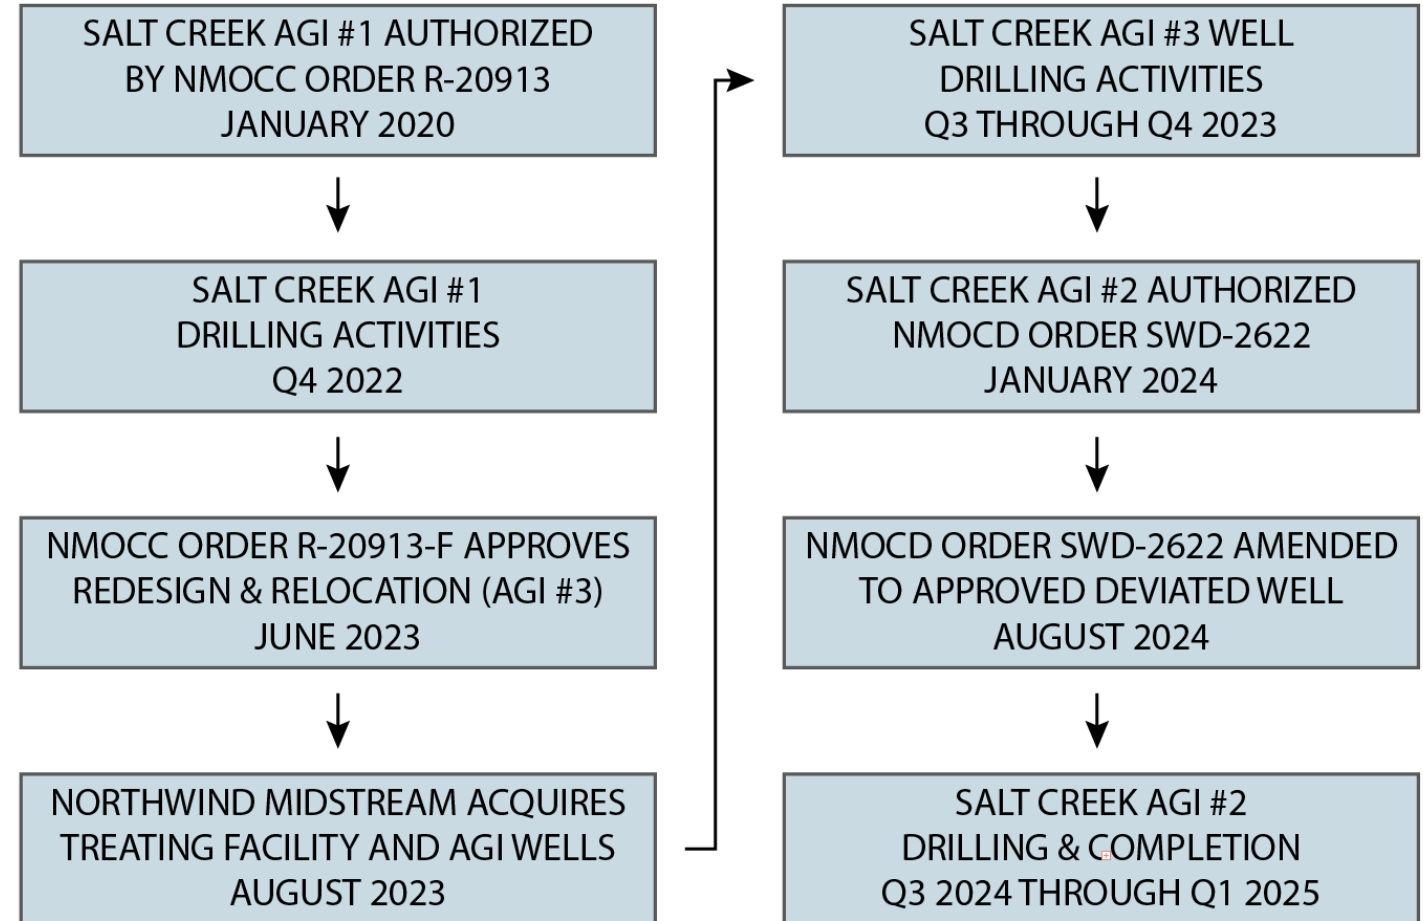 SALT CREEK AGI #1 AUTHORIZED
BY NMOCC ORDER R-20913
JANUARY 2020
SALT CREEK AGI #1
DRILLING ACTIVITIES
Q4 2022
NMOCC ORDER R-20913-F APPROVES
REDESIGN & RELOCATION (AGI #3)
JUNE 2023
NORTHWIND MIDSTREAM ACQUIRES
TREATING FACILITY AND AGI WELLS
AUGUST 2023
SALT CREEK AGI #3 WELL
DRILLING ACTIVITIES
Q3 THROUGH Q4 2023
SALT CREEK AGI #2 AUTHORIZED
NMOCD ORDER SWD-2622
JANUARY 2024
NMOCD ORDER SWD-2622 AMENDED
TO APPROVED DEVIATED WELL
AUGUST 2024
SALT CREEK AGI #2
DRILLING & COMPLETION
Q3 2024 THROUGH Q1 2025